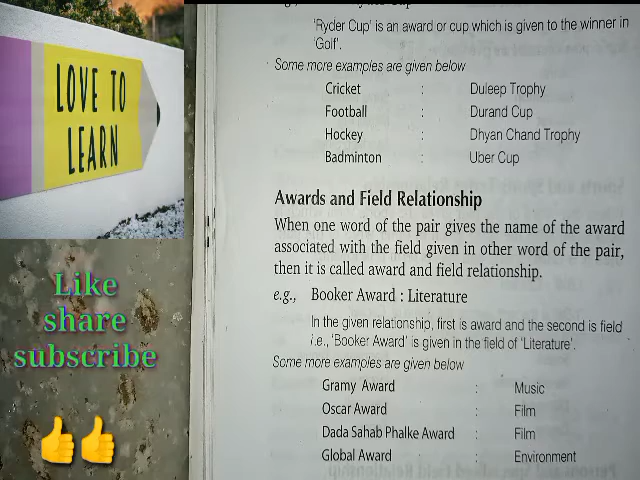 LOVE TO
LEARN
Like
share
subscribe
'Ryder Cup' is an award or cup which is given to the winner in
'Golf'.
Some more examples are given below
Cricket : Duleep Trophy
Football : Durand Cup
Hockey : Dhyan Chand Trophy
Badminton : Uber Cup
Awards and Field Relationship
When one word of the pair gives the name of the award
associated with the field given in other word of the pair,
then it is called award and field relationship.
e.g., Booker Award : Literature
In the given relationship, first is award and the second is field
i.e., 'Booker Award' is given in the field of 'Literature'.
Some more examples are given below
Gramy Award : Music
Oscar Award : Film
Dada Sahab Phalke Award : Film
Global Award : Environment